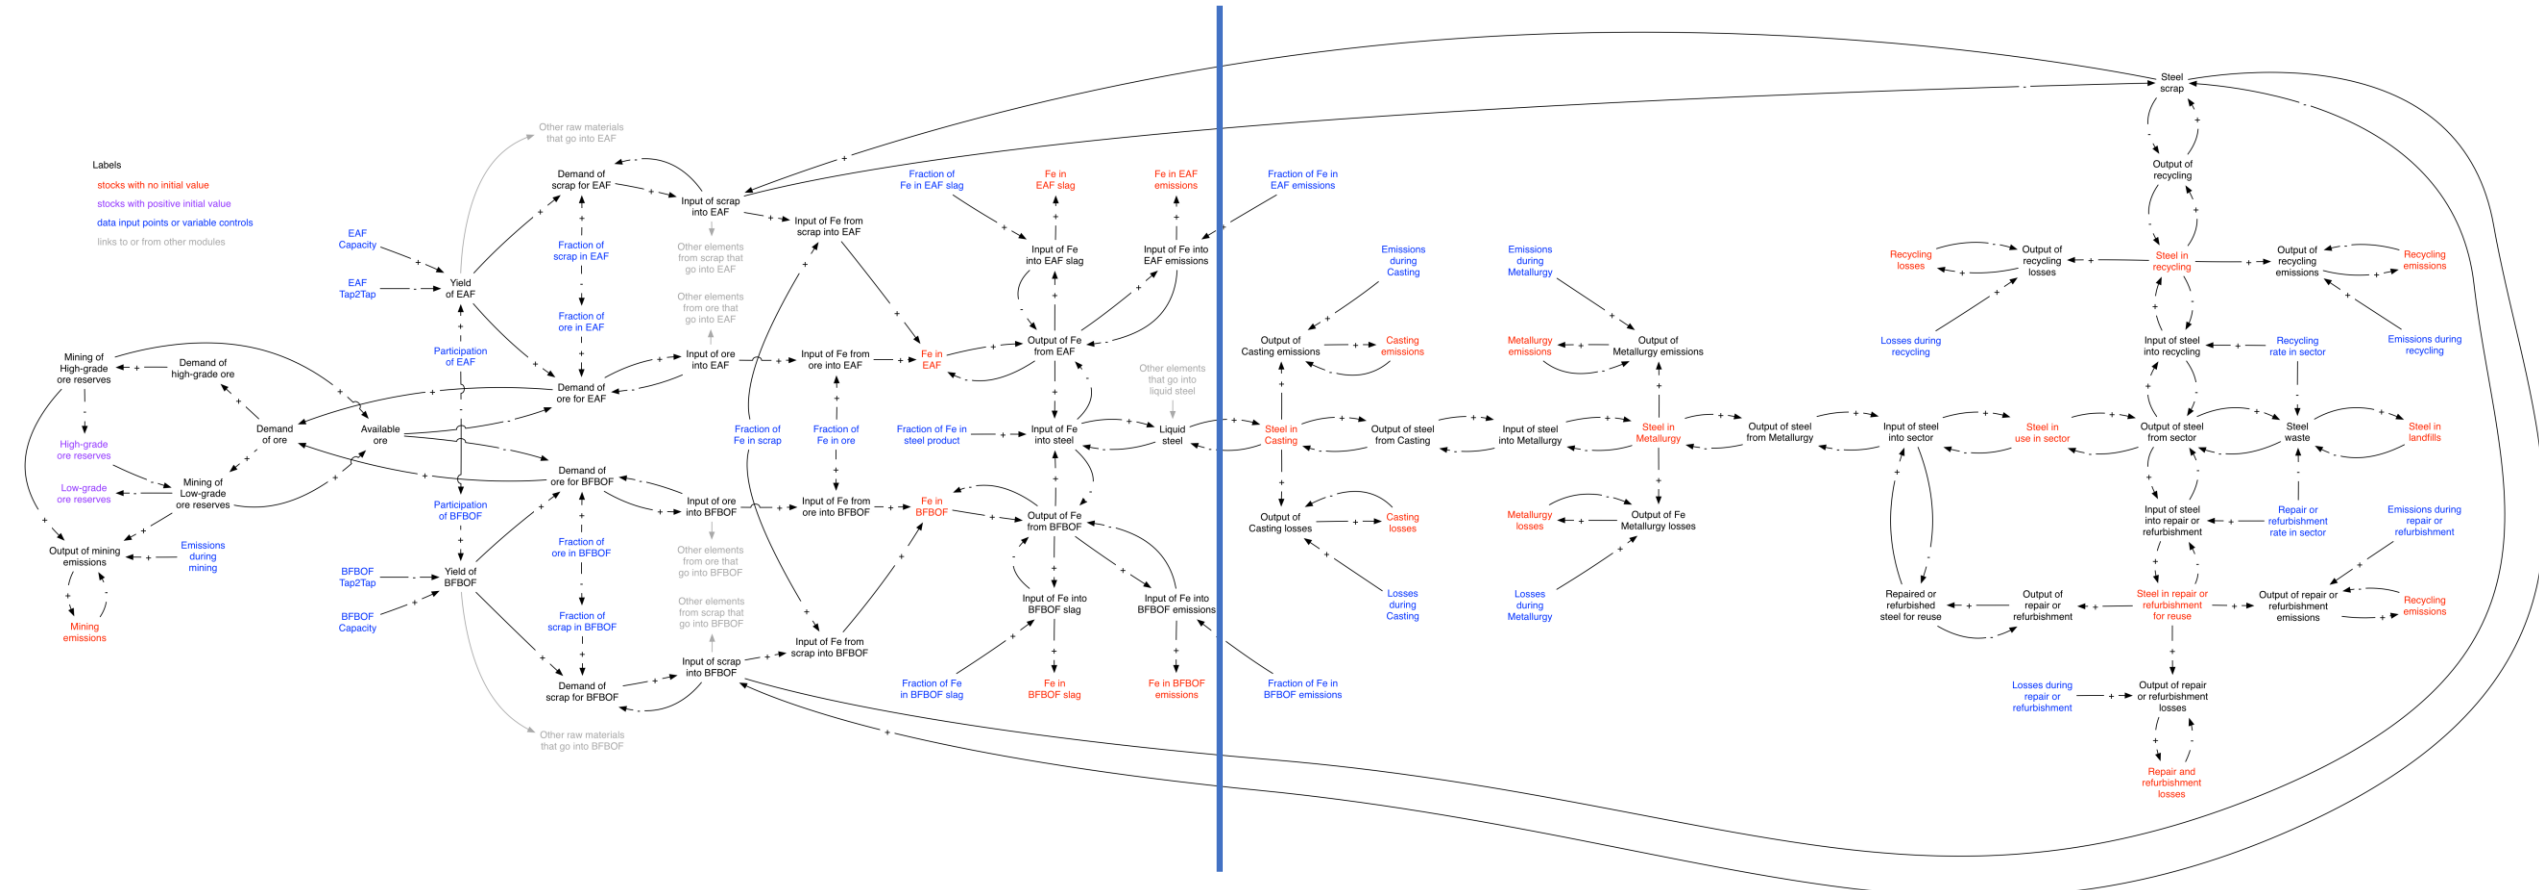 Labels
stocks with no initial value
stocks with positive initial value
data input points or variable controls
links to or from other modules
Other raw materials
that go into EAF
Demand of
scrap for EAF
Input of scrap
into EAF
Input of Fe from
scrap into EAF
EAF
Capacity
EAF
Tap2Tap
Yield
of EAF
Fraction of
scrap in EAF
Fraction of
ore in EAF
Other elements
from scrap that
go into EAF
Other elements
from ore that
go into EAF
Participation
of EAF
Mining of
High-grade
ore reserves
Demand of
high-grade ore
Demand of
ore for EAF
Input of ore
into EAF
Input of Fe from
ore into EAF
Fe in
EAF
Demand
of ore
Available
ore
High-grade
ore reserves
Low-grade
ore reserves
Mining of
Low-grade
ore reserves
Fraction of
Fe in scrap
Fraction of
Fe in ore
Demand of
ore for BFBOF
Input of ore
into BFBOF
Input of Fe from
ore into BFBOF
Fe in
BFBOF
Participation
of BFBOF
Output of mining
emissions
Emissions
during
mining
Mining
emissions
BFBOF
Tap2Tap
BFBOF
Capacity
Yield of
BFBOF
Fraction of
ore in BFBOF
Fraction of
scrap in BFBOF
Other elements
from ore that
go into BFBOF
Other elements
from scrap that
go into BFBOF
Input of Fe from
scrap into BFBOF
Input of scrap
into BFBOF
Demand of
scrap for BFBOF
Other raw materials
that go into BFBOF
Fraction of
Fe in EAF slag
Fe in
EAF slag
Fe in EAF
emissions
Fraction of Fe in
EAF emissions
Input of Fe
into EAF slag
Input of Fe into
EAF emissions
Output of Fe
from EAF
Other elements
that go into
liquid steel
Fraction of Fe in
steel product
Input of Fe
into steel
Liquid
steel
Output of Fe
from BFBOF
Input of Fe into
BFBOF slag
Input of Fe into
BFBOF emissions
Fraction of Fe
in BFBOF slag
Fe in
BFBOF slag
Fe in BFBOF
emissions
Fraction of Fe in
BFBOF emissions
Emissions
during
Casting
Emissions
during
Metallurgy
Output of
Casting emissions
Casting
emissions
Metallurgy
emissions
Output of
Metallurgy emissions
Steel in
Casting
Output of steel
from Casting
Input of steel
into Metallurgy
Steel in
Metallurgy
Output of steel
from Metallurgy
Input of steel
into sector
Steel in
use in sector
Output of steel
from sector
Steel
waste
Steel in
landfills
Output of
Casting losses
Casting
losses
Metallurgy
losses
Output of Fe
Metallurgy losses
Losses
during
Casting
Losses
during
Metallurgy
Steel
scrap
Output of
recycling
Recycling
losses
Output of
recycling
losses
Steel in
recycling
Output of
recycling
emissions
Recycling
emissions
Losses during
recycling
Input of steel
into recycling
Recycling
rate in sector
Emissions during
recycling
Input of steel
into repair or
refurbishment
Repair or
refurbishment
rate in sector
Emissions during
repair or
refurbishment
Repaired or
refurbished
steel for reuse
Output of
repair or
refurbishment
Steel in repair or
refurbishment
for reuse
Output of repair or
refurbishment
emissions
Recycling
emissions
Losses during
repair or
refurbishment
Output of repair
or refurbishment
losses
Repair and
refurbishment
losses